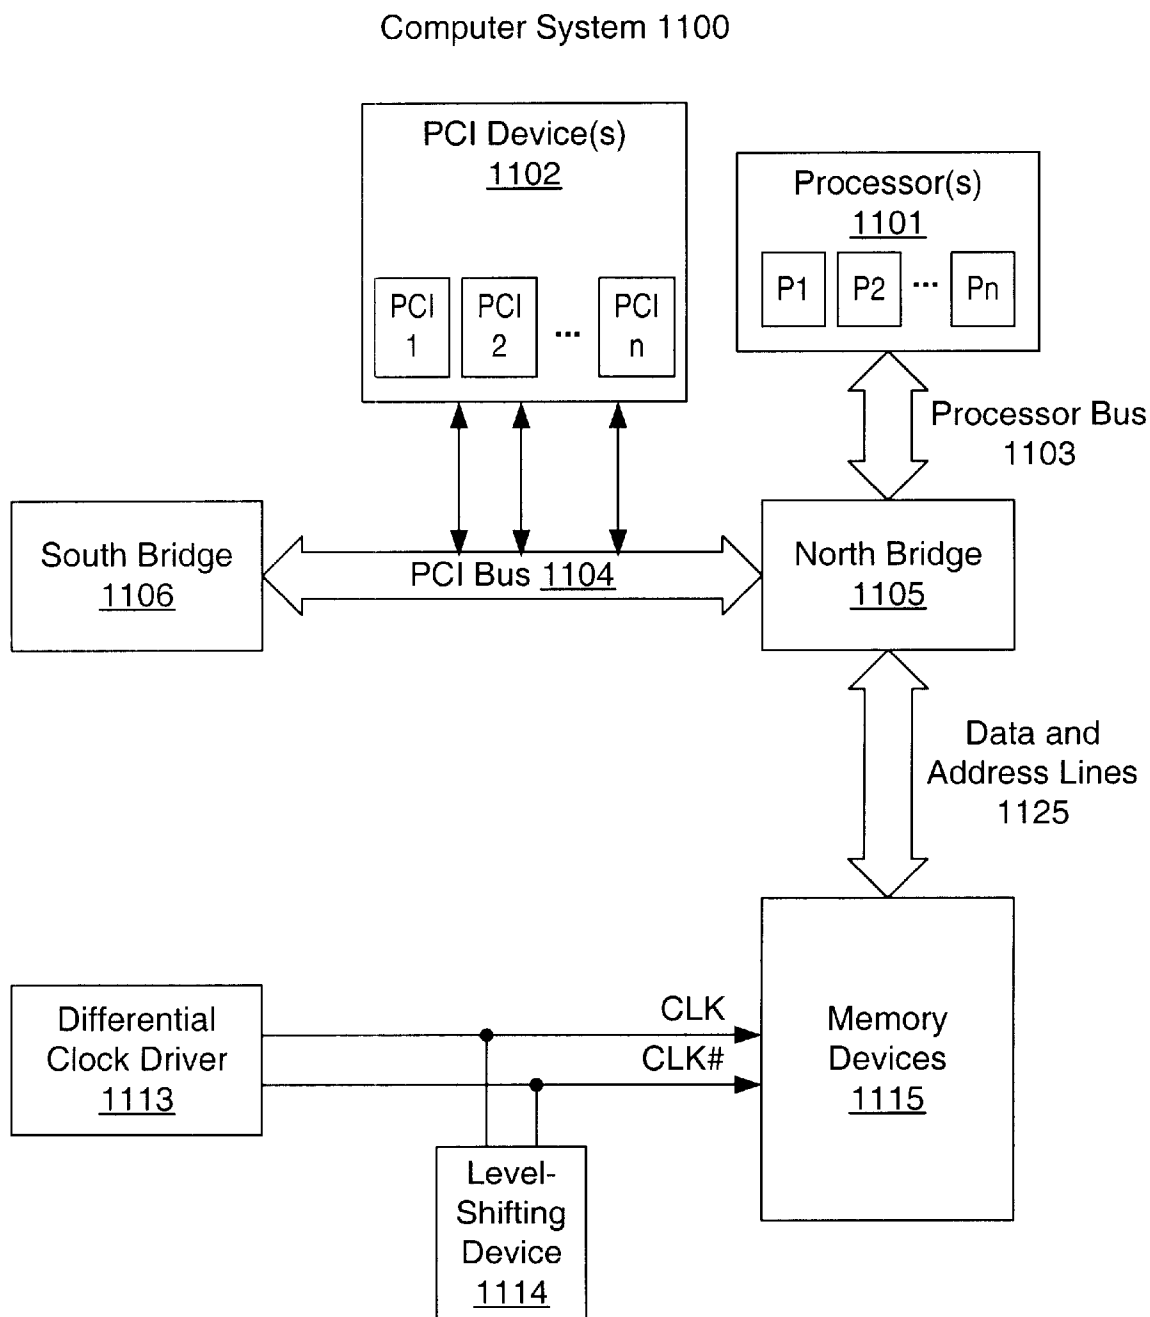 Computer System 1100
PCI Device(s)
1102
PCI
1
PCI
2
...
PCI
n
Processor(s)
1101
P1
P2
...
Pn
Processor Bus
1103
South Bridge
1106
PCI Bus 1104
North Bridge
1105
Data and
Address Lines
1125
Differential
Clock Driver
1113
CLK
CLK#
Level-
Shifting
Device
1114
Memory
Devices
1115